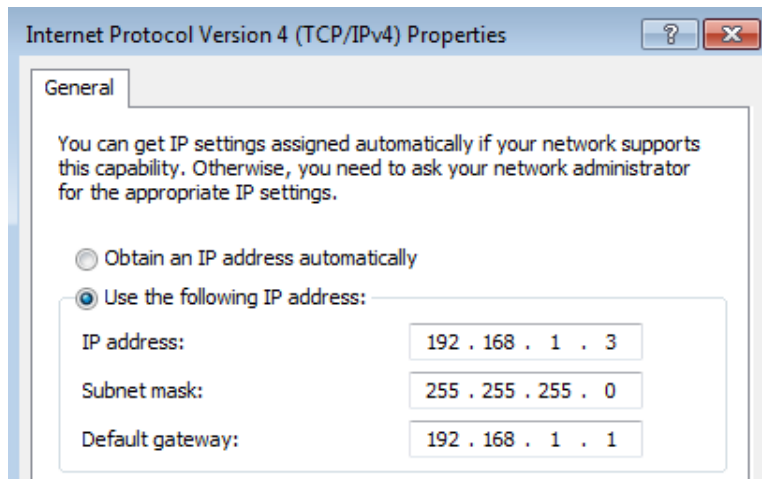 Internet Protocol Version 4 (TCP/IPv4) Properties
?
General
You can get IP settings assigned automatically if your network supports
this capability. Otherwise, you need to ask your network administrator
for the appropriate IP settings.
Obtain an IP address automatically
Use the following IP address:
IP address: 192 . 168 . 1 . 3
Subnet mask: 255 . 255 . 255 . 0
Default gateway: 192 . 168 . 1 . 1